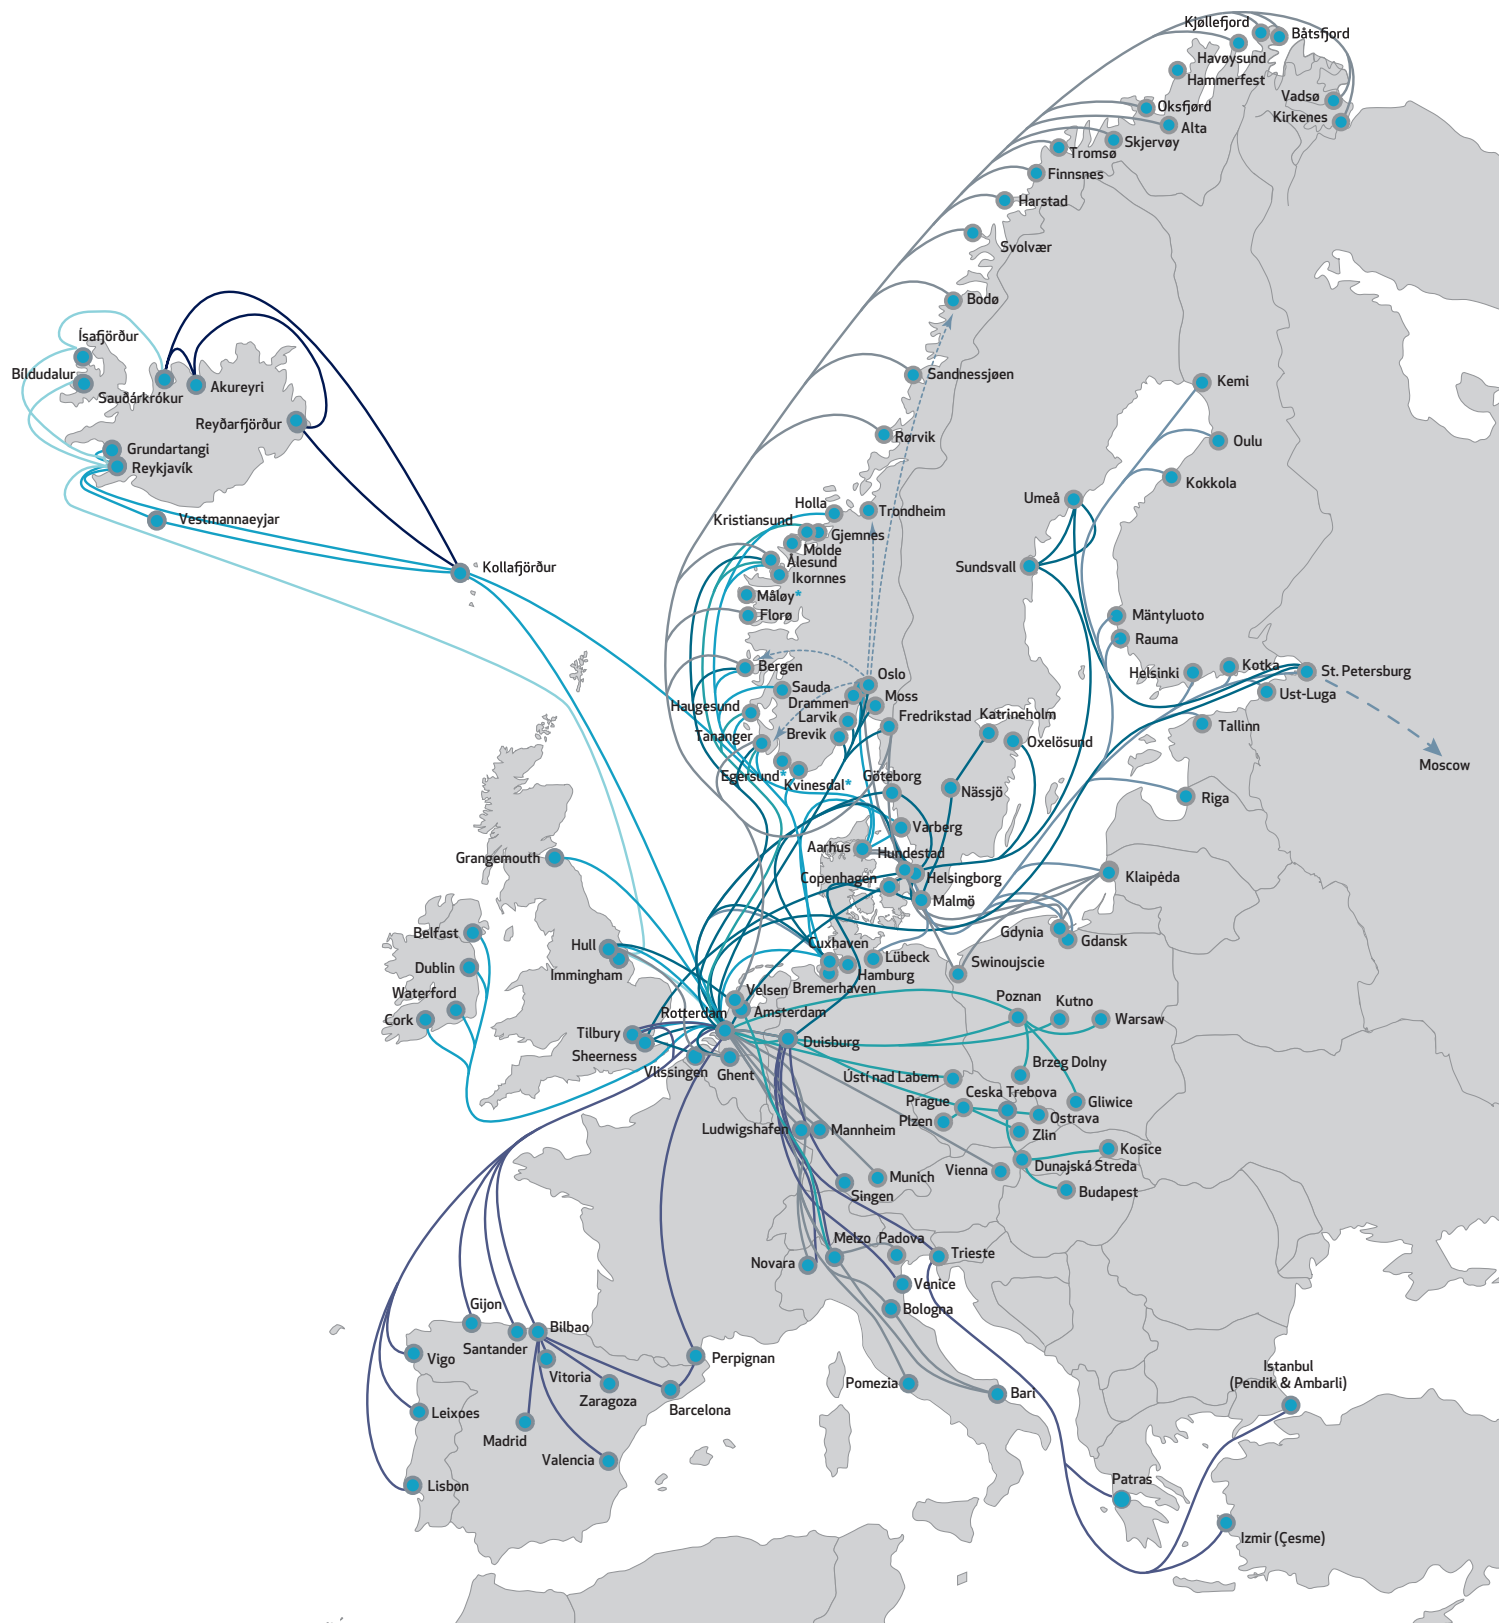 Kjøllefjord
Båtsfjord
Havøysund
Hammerfest
Vadsø
Oksfjørd
Kirkenes
Alta
Skjervøy
Tromsø
Finnsnes
Harstad
Svolvær
Bodø
Ísafjörður
Bíldudalur
Sauðárkrókur
Akureyri
Reyðarfjörður
Grundartangi
Reykjavík
Vestmannaeyjar
Kollafjörður
Sandnessjøen
Kemi
Rørvik
Oulu
Kokkola
Umeå
Holla
Trondheim
Kristiansund
Gjemnes
Molde
Ålesund
Ikornnes
Sundsvall
Måløy*
Florø
Mäntyluoto
Rauma
Bergen
Helsinki
Kotka
St. Petersburg
Oslo
Sauda
Drammen
Moss
Ust-Luga
Haugesund
Larvik
Fredrikstad
Katrineholm
Tallinn
Tananger
Brevik
Oxelösund
Moscow
Egersund*
Kvinesdal*
Göteborg
Nässjö
Riga
Varberg
Aarhus
Hundestad
Grangemouth
Copenhagen
Helsingborg
Klaipėda
Malmö
Belfast
Gdynia
Gdansk
Hull
Cuxhaven
Lübeck
Immingham
Hamburg
Swinoujscie
Dublin
Bremerhaven
Waterford
Velsen
Poznan
Kutno
Cork
Rotterdam
Amsterdam
Warsaw
Tilbury
Duisburg
Sheerness
Vlissingen
Ghent
Brzeg Dolny
Ústí nad Labem
Ceska Trebova
Prague
Gliwice
Plzen
Ostrava
Ludwigshafen
Mannheim
Zlin
Kosice
Vienna
Dunajská Streda
Munich
Singen
Budapest
Melzo
Padova
Novara
Trieste
Venice
Bologna
Gijon
Bilbao
Santander
Vigo
Vitoria
Perpignan
Zaragoza
Pomezia
Bari
Istanbul
(Pendik & Ambarli)
Leixoes
Barcelona
Madrid
Valencia
Lisbon
Patras
Izmir (Çesme)